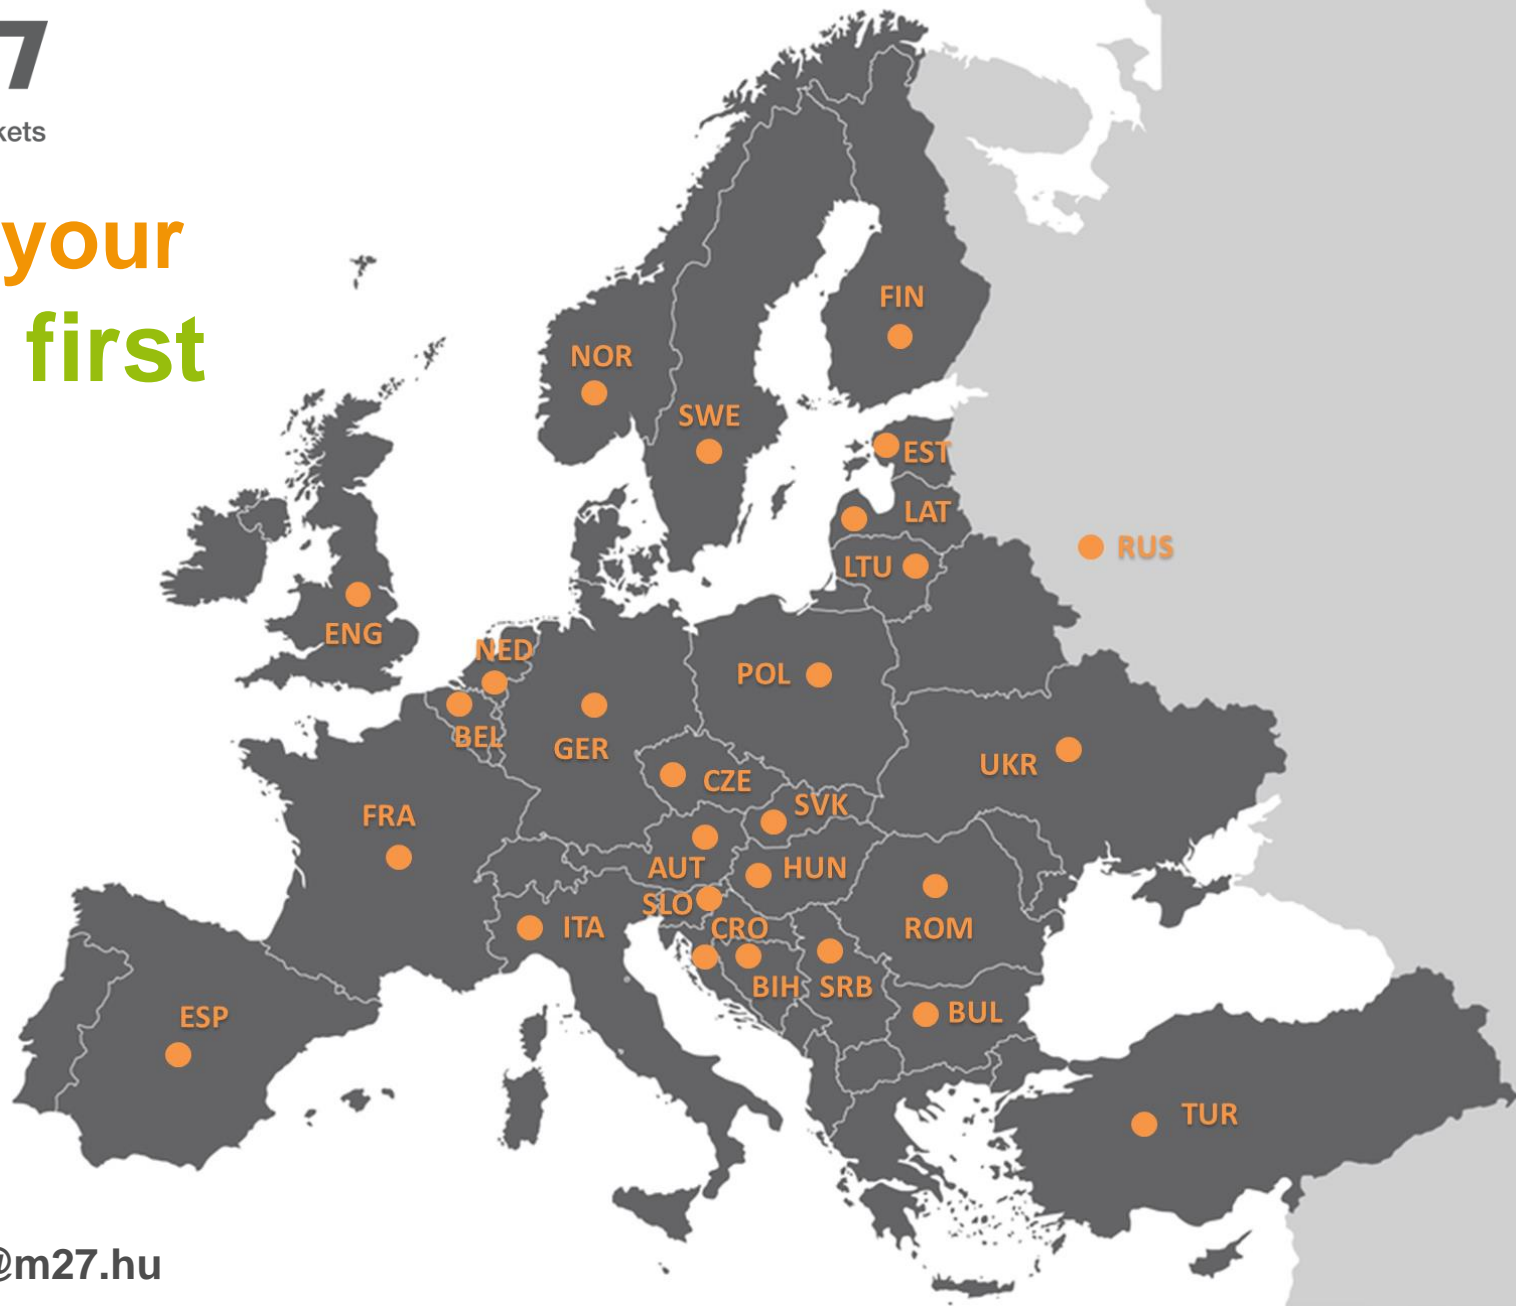 7
kets
your
first
FIN
NOR
SWE
EST
LAT
RUS
LTU
ENG
NED
POL
BEL
GER
UKR
CZE
SVK
FRA
AUT
HUN
SLO
ITA
CRO
ROM
BIH
SRB
BUL
ESP
TUR
@m27.hu